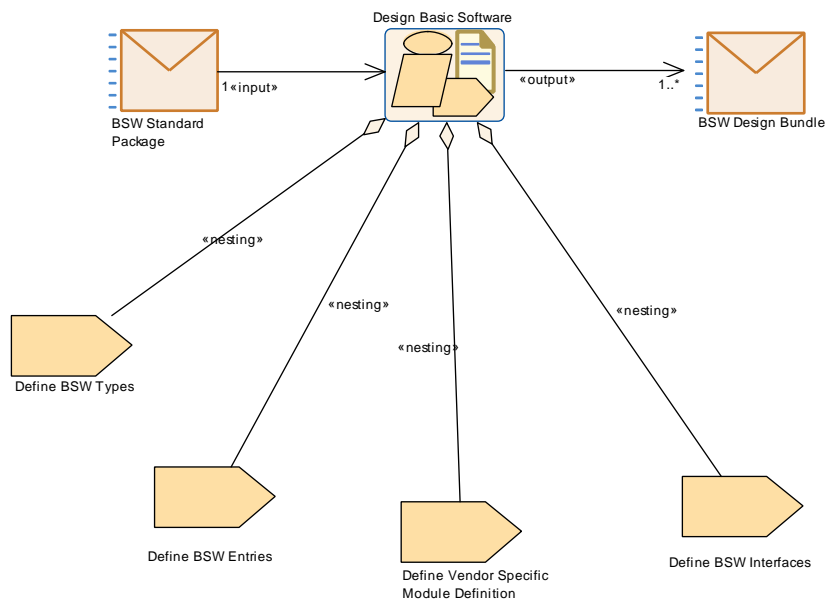 Design Basic Software
1 «input»
«output»
1..*
BSW Standard
Package
BSW Design Bundle
«nesting»
«nesting»
«nesting»
«nesting»
Define BSW Types
Define BSW Entries
Define Vendor Specific
Module Definition
Define BSW Interfaces